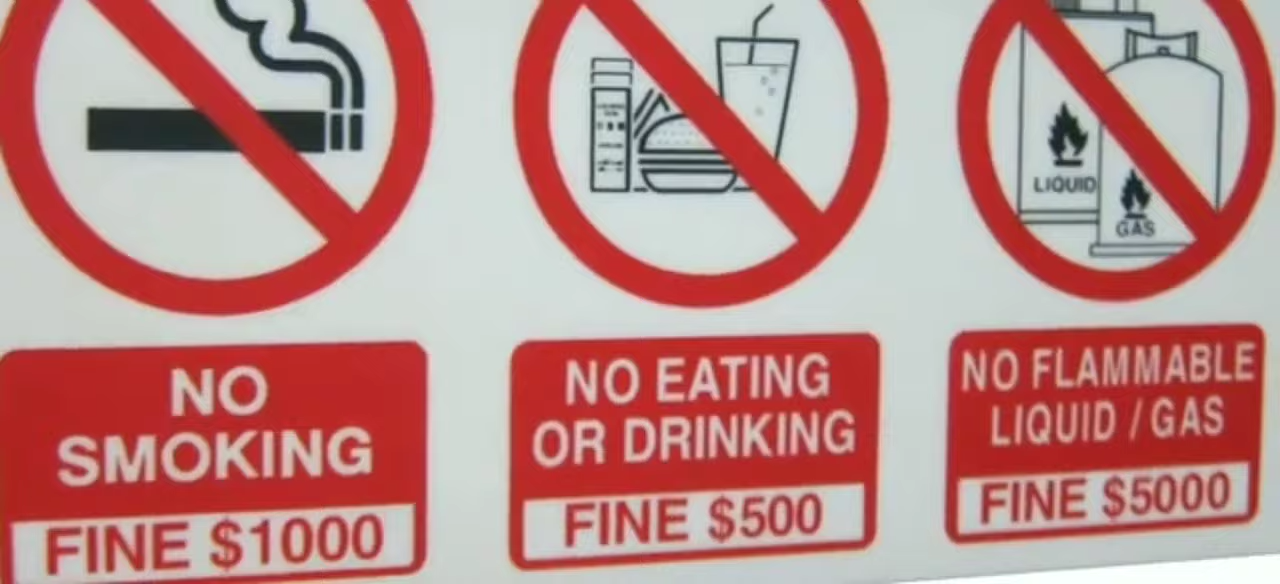 LIQUID
GAS
NO
SMOKING
FINE $1000
NO EATING
OR DRINKING
FINE $500
NO FLAMMABLE
LIQUID / GAS
FINE $5000